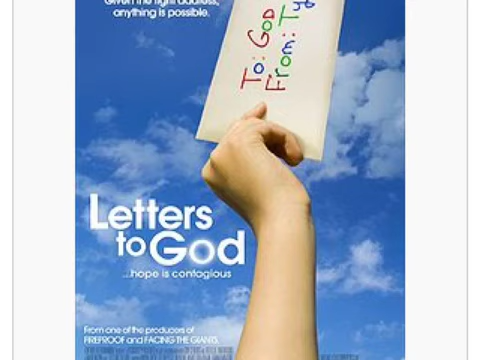 Given the right address,
anything is possible.
To: GOD
From: Ty
Letters
to God
...hope is contagious
From one of the producers of
FIREPROOF and FACING THE GIANTS.